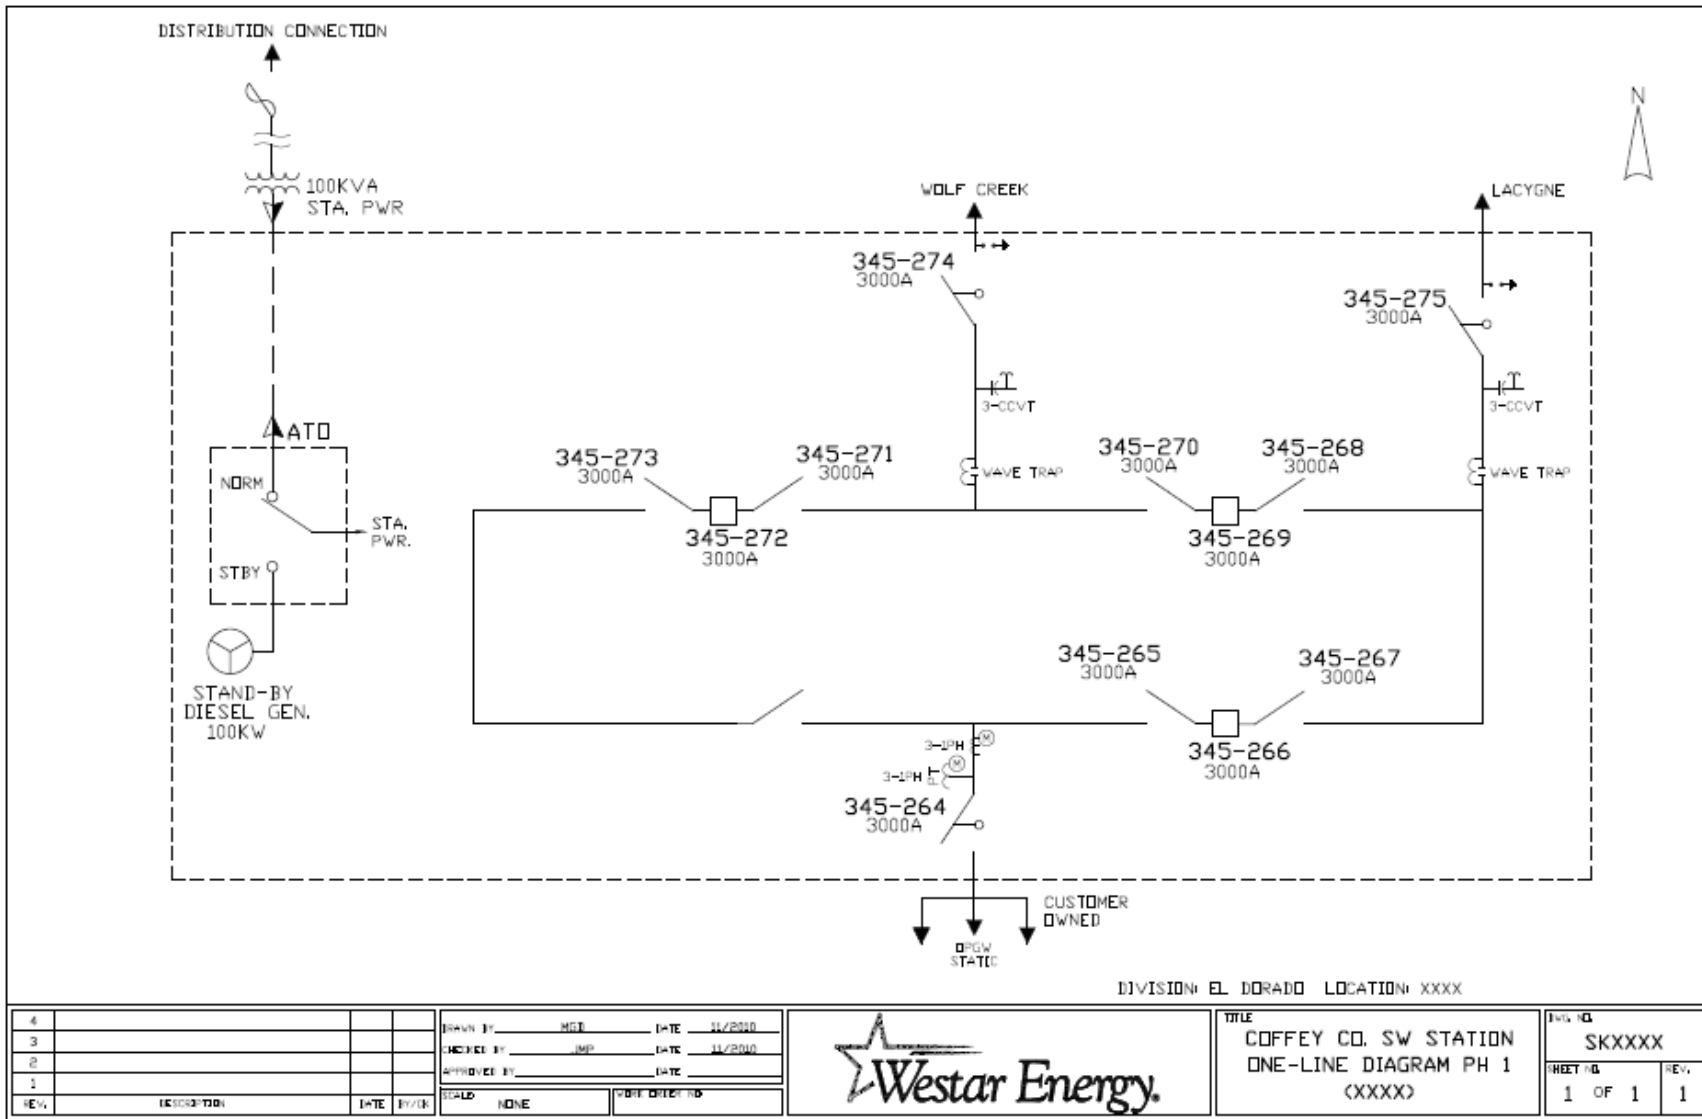 DISTRIBUTION CONNECTION
N
100KVA
STA. PWR
WOLF CREEK
LACYGNE
345-274
3000A
345-275
3000A
3-CCVT
3-CCVT
ATO
NORM
STA.
PWR.
STBY
345-273
3000A
345-271
3000A
WAVE TRAP
345-270
3000A
345-268
3000A
WAVE TRAP
345-272
3000A
345-269
3000A
STAND-BY
DIESEL GEN.
100KW
345-265
3000A
345-267
3000A
345-266
3000A
3-1PH
M
3-1PH
PT
M
345-264
3000A
CUSTOMER
OWNED
OPGW
STATIC
DIVISION: EL DORADO LOCATION: XXXX
4
3
2
1
REV. DESCRIPTION DATE BY/CK
DRAWN BY MGD DATE 11/2010
CHECKED BY JMP DATE 11/2010
APPROVED BY DATE
SCALE NONE
WORK ORDER NO
Westar Energy.
TITLE
COFFEY CO. SW STATION
ONE-LINE DIAGRAM PH 1
(XXXX)
DWG. NO.
SKXXXX
SHEET NO.
1 OF 1
REV.
1